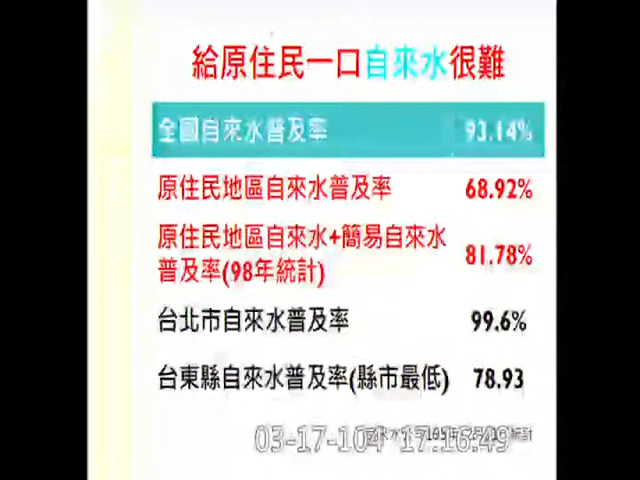 給原住民一口自來水很難
全國自來水普及率 93.14%
原住民地區自來水普及率 68.92%
原住民地區自來水+簡易自來水
普及率(98年統計) 81.78%
台北市自來水普及率 99.6%
台東縣自來水普及率(縣市最低) 78.93
03-17-104 17:16:49
統計